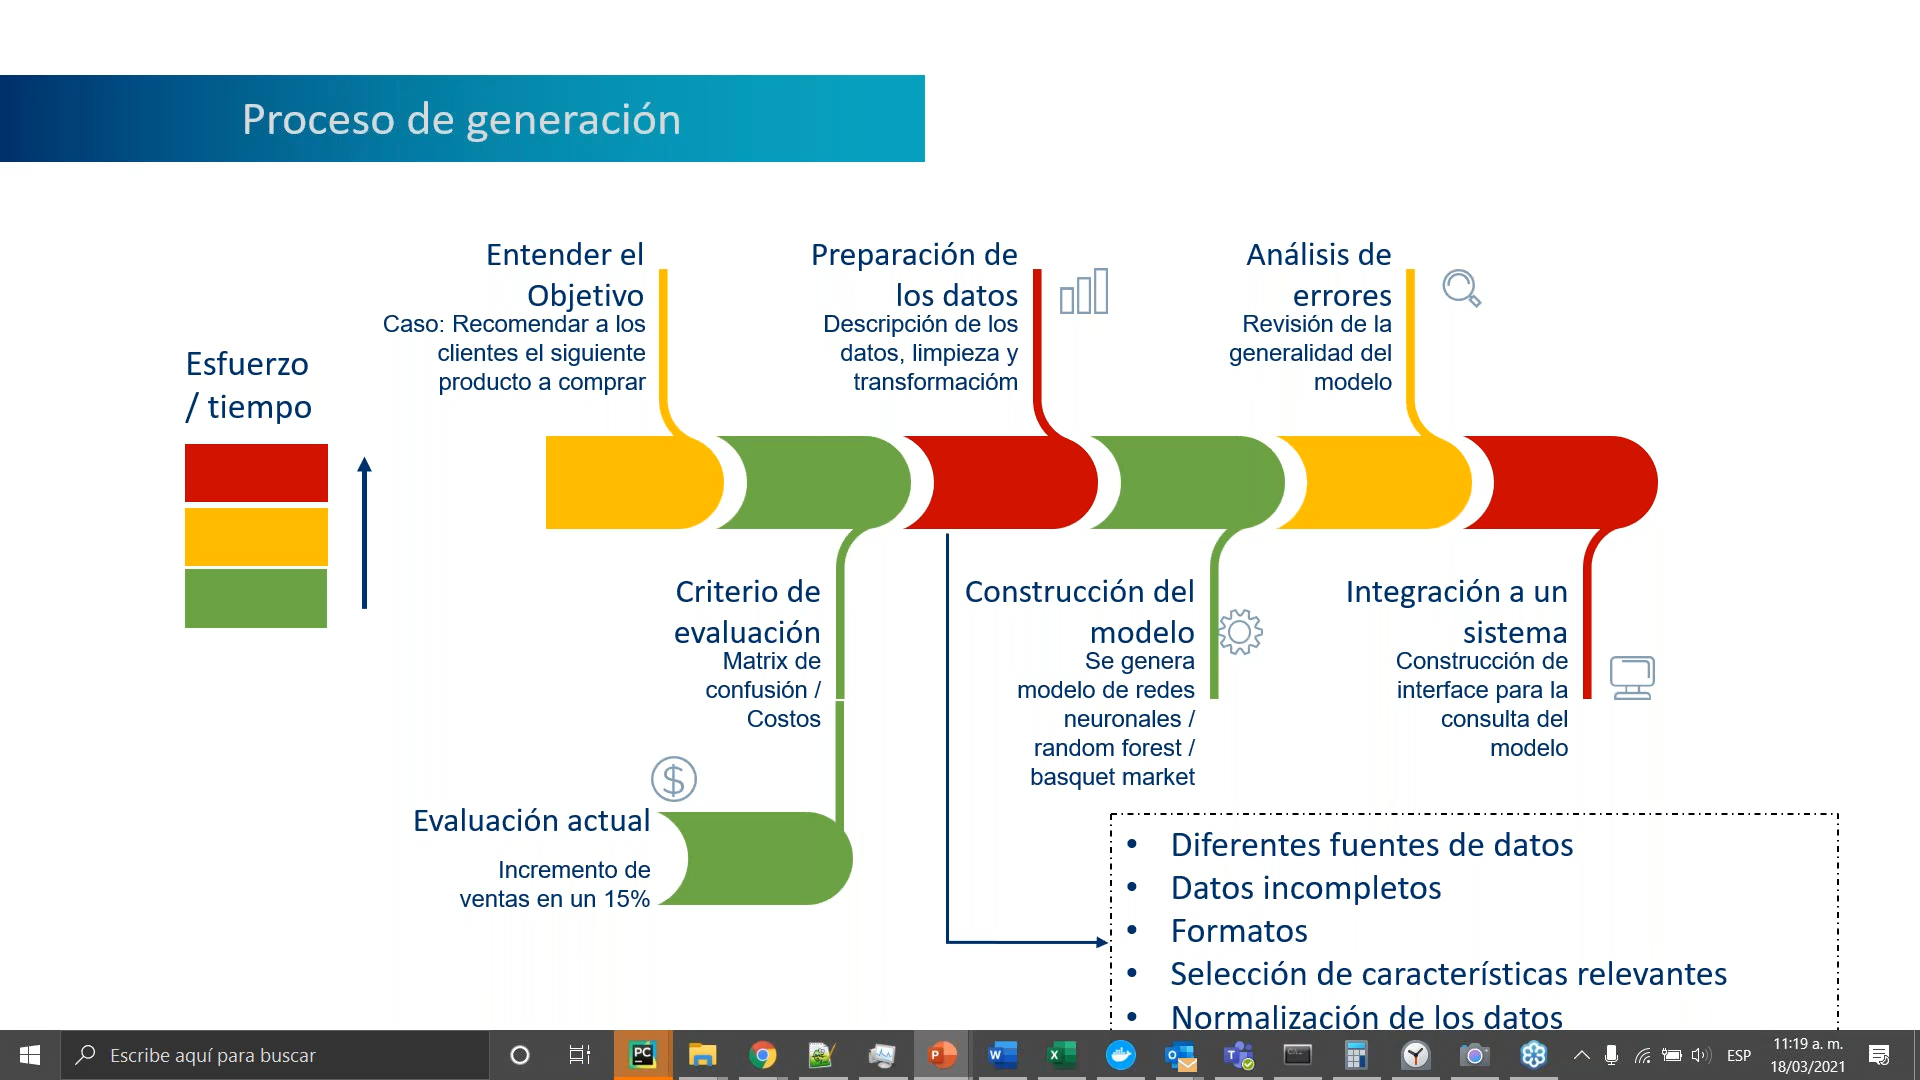 Proceso de generación
Esfuerzo
/ tiempo
Entender el
Objetivo
Caso: Recomendar a los
clientes el siguiente
producto a comprar
Preparación de
los datos
Descripción de los
datos, limpieza y
transformacióm
Análisis de
errores
Revisión de la
generalidad del
modelo
Criterio de
evaluación
Matrix de
confusión /
Costos
Construcción del
modelo
Se genera
modelo de redes
neuronales /
random forest /
basquet market
Integración a un
sistema
Construcción de
interface para la
consulta del
modelo
$
Evaluación actual
Incremento de
ventas en un 15%
• Diferentes fuentes de datos
• Datos incompletos
• Formatos
• Selección de características relevantes
• Normalización de los datos
Escribe aquí para buscar
PC
P
W
X
O
T
ESP
11:19 a. m.
18/03/2021